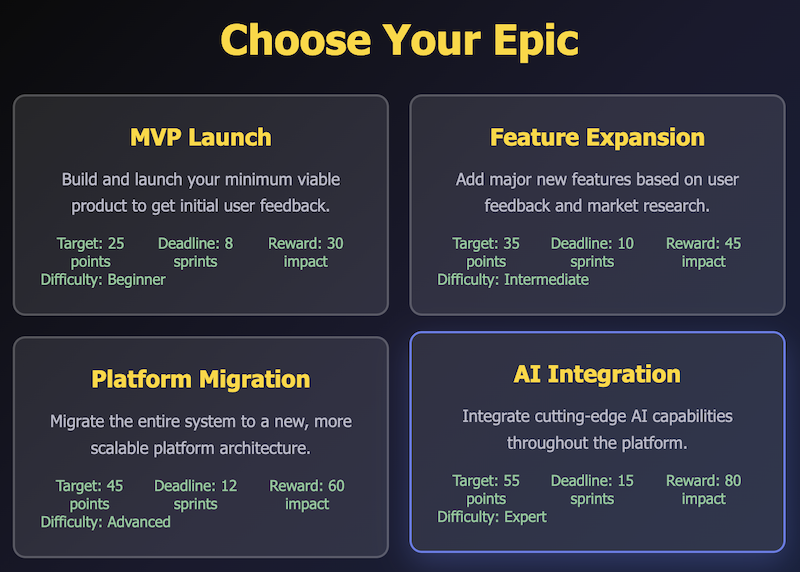 Choose Your Epic
MVP Launch
Build and launch your minimum viable
product to get initial user feedback.
Target: 25
points
Deadline: 8
sprints
Reward: 30
impact
Difficulty: Beginner
Feature Expansion
Add major new features based on user
feedback and market research.
Target: 35
points
Deadline: 10
sprints
Reward: 45
impact
Difficulty: Intermediate
Platform Migration
Migrate the entire system to a new, more
scalable platform architecture.
Target: 45
points
Deadline: 12
sprints
Reward: 60
impact
Difficulty: Advanced
AI Integration
Integrate cutting-edge AI capabilities
throughout the platform.
Target: 55
points
Deadline: 15
sprints
Reward: 80
impact
Difficulty: Expert